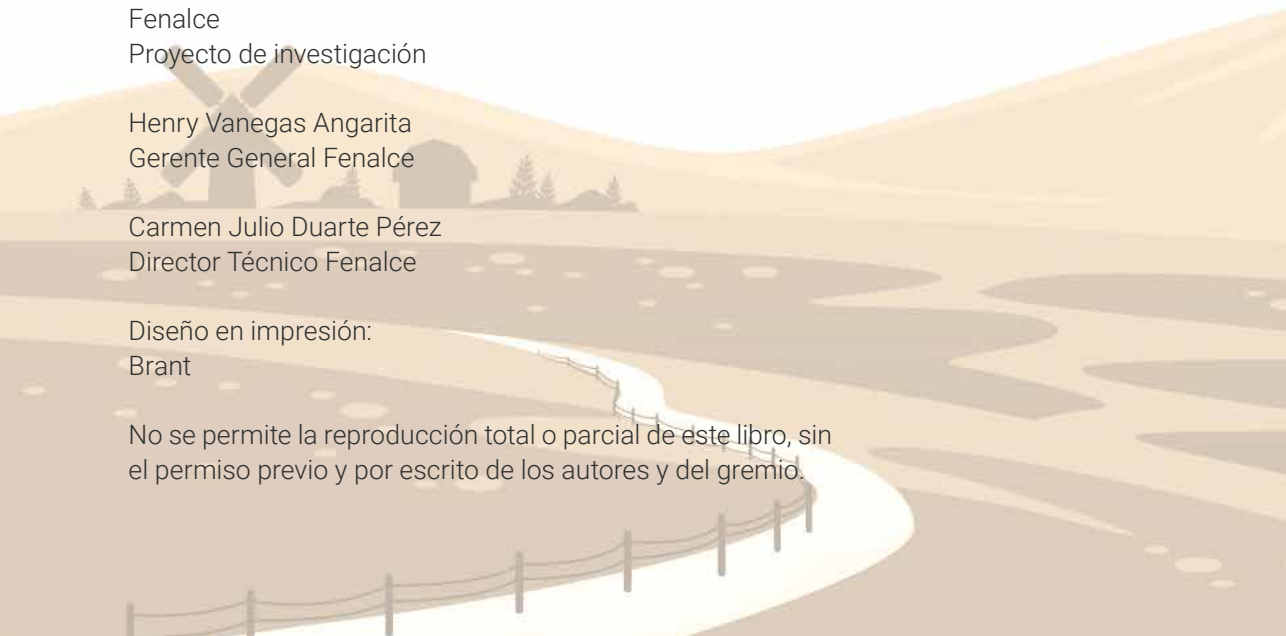 Fenalce
Proyecto de investigación
Henry Vanegas Angarita
Gerente General Fenalce
Carmen Julio Duarte Pérez
Director Técnico Fenalce
Diseño en impresión:
Brant
No se permite la reproducción total o parcial de este libro, sin
el permiso previo y por escrito de los autores y del gremio.